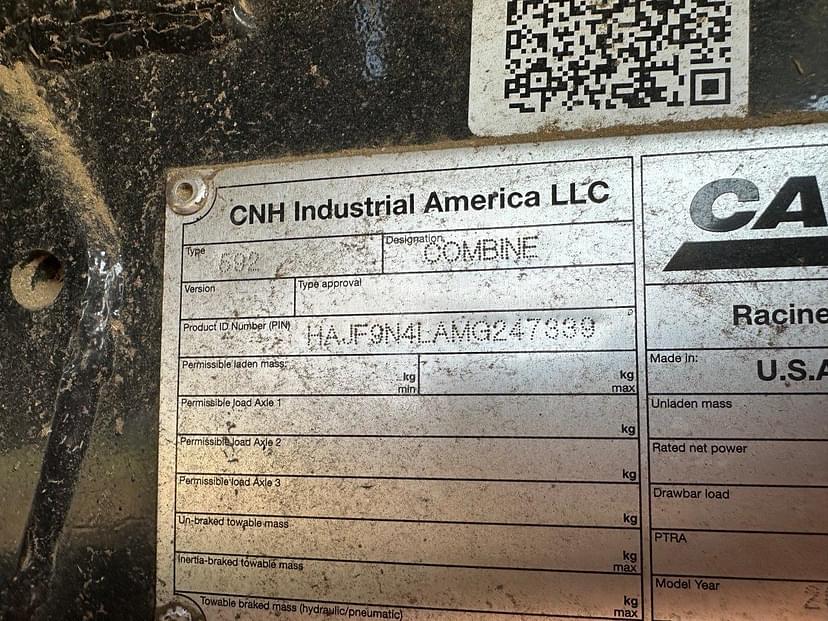 CNH Industrial America LLC
Type 692
Designation COMBINE
Version
Type approval
Product ID Number (PIN) HAJF9N4LAMG247339
Permissible laden mass: kg min kg max
Permissible load Axle 1 kg
Permissible load Axle 2 kg
Permissible load Axle 3 kg
Un-braked towable mass kg
Inertia-braked towable mass kg max
Towable braked mass (hydraulic/pneumatic) kg max
CA
Racine
Made in: U.S.A
Unladen mass
Rated net power
Drawbar load
PTRA
Model Year